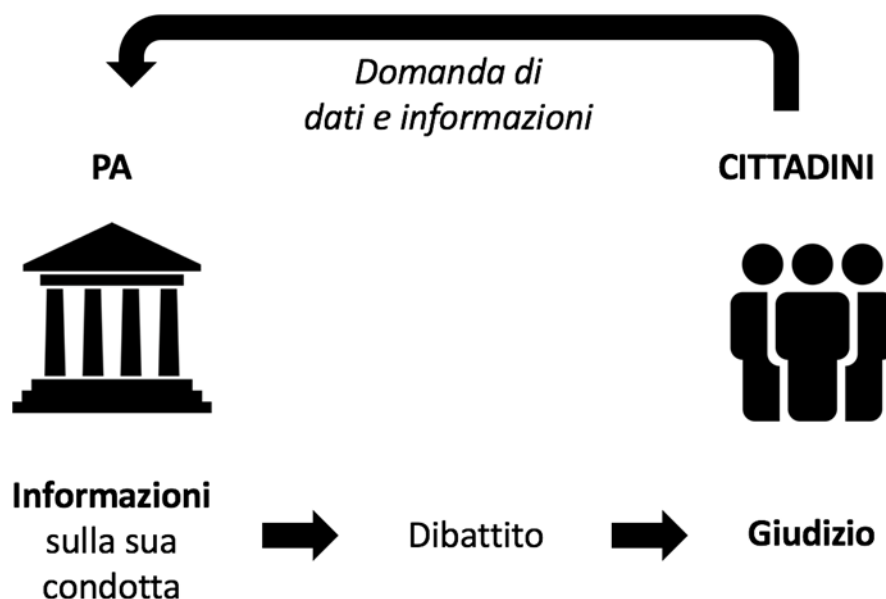 Domanda di
dati e informazioni
PA
CITTADINI
Informazioni
sulla sua
condotta
Dibattito
Giudizio